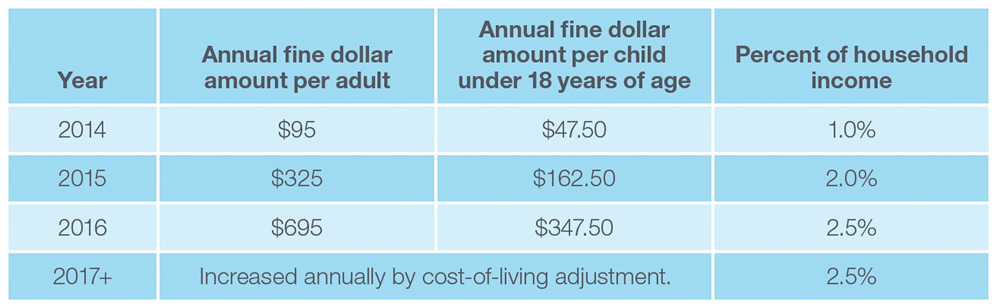 Year
Annual fine dollar
amount per adult
Annual fine dollar
amount per child
under 18 years of age
Percent of household
income
2014 $95 $47.50 1.0%
2015 $325 $162.50 2.0%
2016 $695 $347.50 2.5%
2017+ Increased annually by cost-of-living adjustment. 2.5%